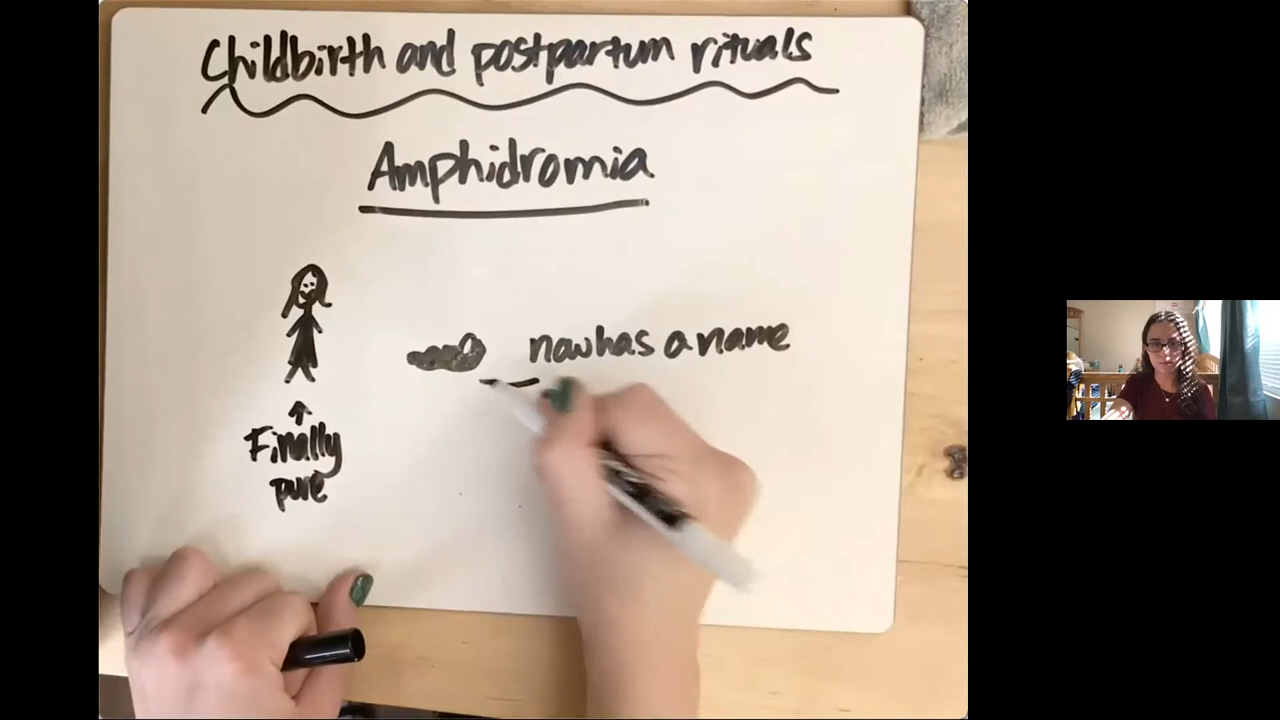 Childbirth and postpartum rituals
Amphidromia
now has a name
Finally
pure